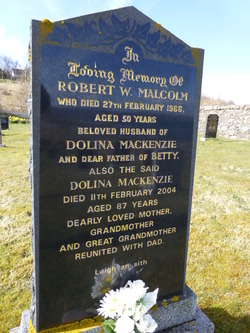 In
Loving Memory Of
ROBERT W. MALCOLM
WHO DIED 27TH FEBRUARY 1968,
AGED 50 YEARS
BELOVED HUSBAND OF
DOLINA MACKENZIE
AND DEAR FATHER OF BETTY.
ALSO THE SAID
DOLINA MACKENZIE
DIED 11TH FEBRUARY 2004
AGED 87 YEARS
DEARLY LOVED MOTHER,
GRANDMOTHER
AND GREAT GRANDMOTHER
REUNITED WITH DAD.
sith